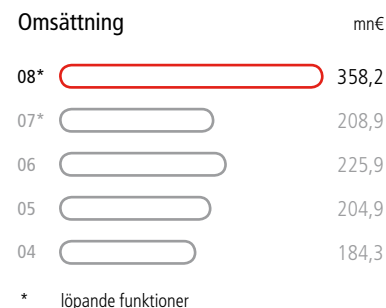 Omsättning mn€
08* 358,2
07* 208,9
06 225,9
05 204,9
04 184,3
* löpande funktioner